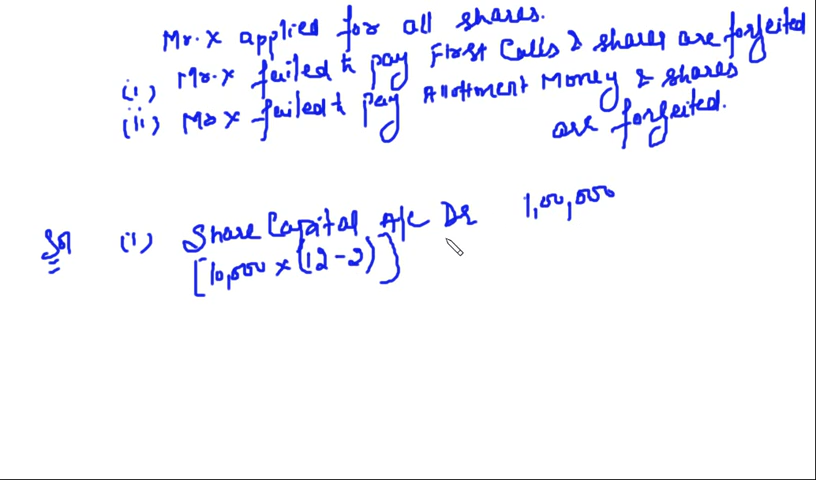 Mr. X applied for all shares.
(i) Mr. X failed to pay First Calls & shares are forfeited
(ii) Mr X failed to pay Allotment Money & shares
are forfeited.
Sol (i) Share Capital A/c Dr 1,00,000
[10,000 × (12-2)]